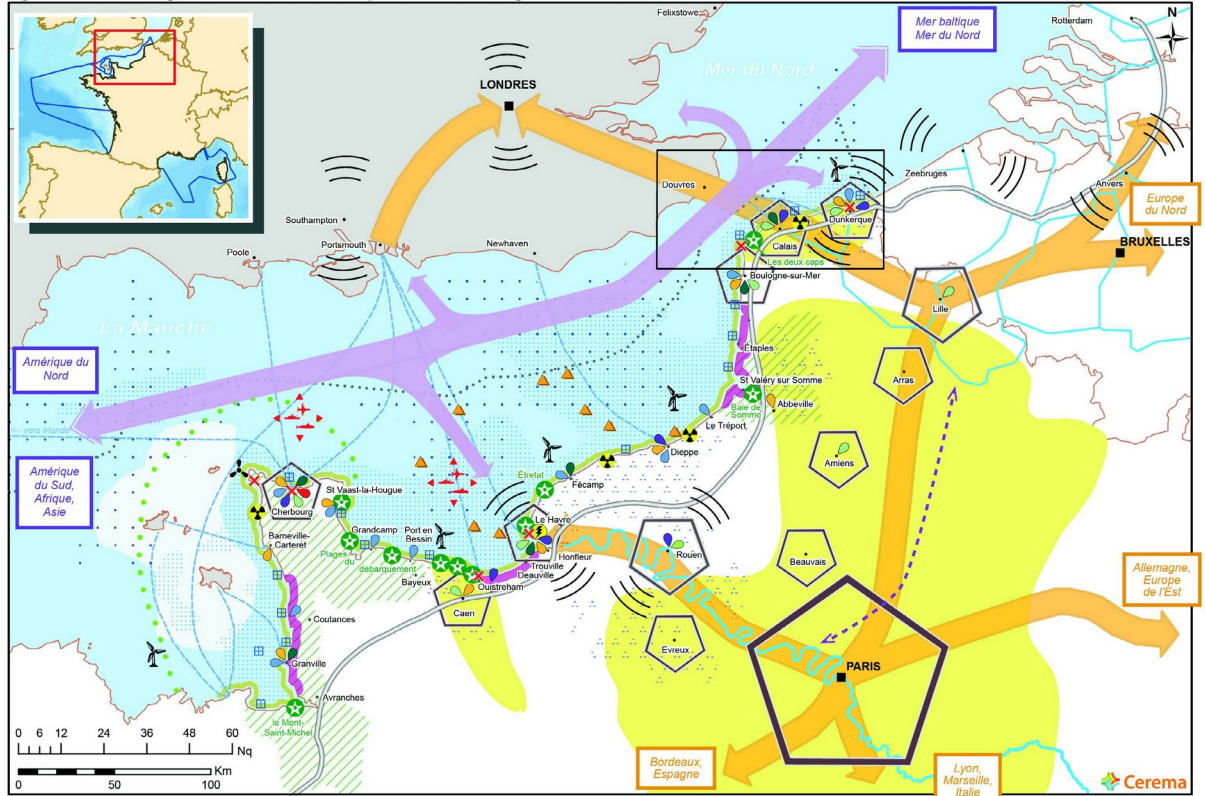 Felixstowe
Mer baltique
Mer du Nord
Rotterdam
N
LONDRES
Mer du Nord
Douvres
Zeebruges
Anvers
Europe
du Nord
BRUXELLES
Dunkerque
Calais
Les deux caps
Boulogne-sur-Mer
Southampton
Portsmouth
Poole
Newhaven
La Manche
Lille
Amérique du
Nord
Étaples
Arras
St Valéry sur Somme
Baie de
Somme
Abbeville
Le Tréport
<-- vers Irlande
Amérique
du Sud,
Afrique,
Asie
Dieppe
Amiens
Étretat
Fécamp
Cherbourg
St Vaast-la-Hougue
Le Havre
Barneville-
Carteret
Grandcamp
Port en
Bessin
Plages du
débarquement
Bayeux
Honfleur
Trouville
Deauville
Ouistreham
Caen
Rouen
Beauvais
Allemagne,
Europe
de l'Est
Coutances
Evreux
Granville
PARIS
Avranches
le Mont-
Saint-Michel
0 6 12 24 36 48 60
Nq
Km
0 50 100
Bordeaux,
Espagne
Lyon,
Marseille,
Italie
Cerema